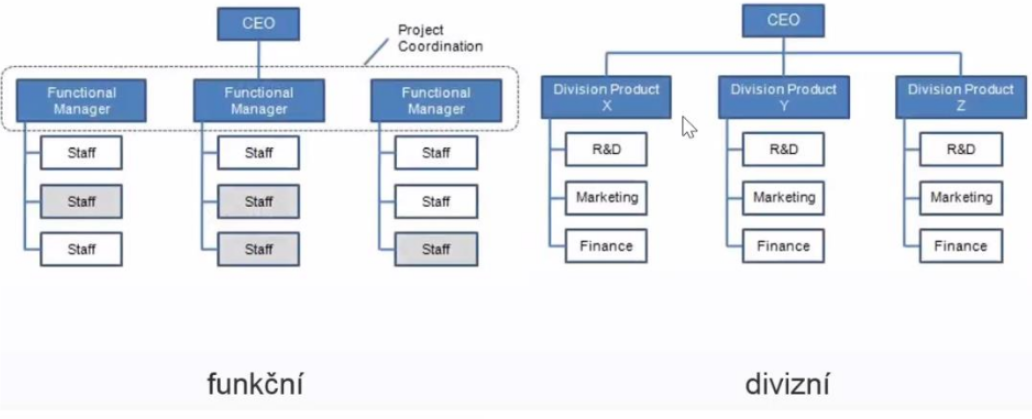 CEO
Project
Coordination
Functional
Manager
Functional
Manager
Functional
Manager
Staff
Staff
Staff
Staff
Staff
Staff
Staff
Staff
Staff
funkční
CEO
Division Product
X
Division Product
Y
Division Product
Z
R&D
R&D
R&D
Marketing
Marketing
Marketing
Finance
Finance
Finance
divizní